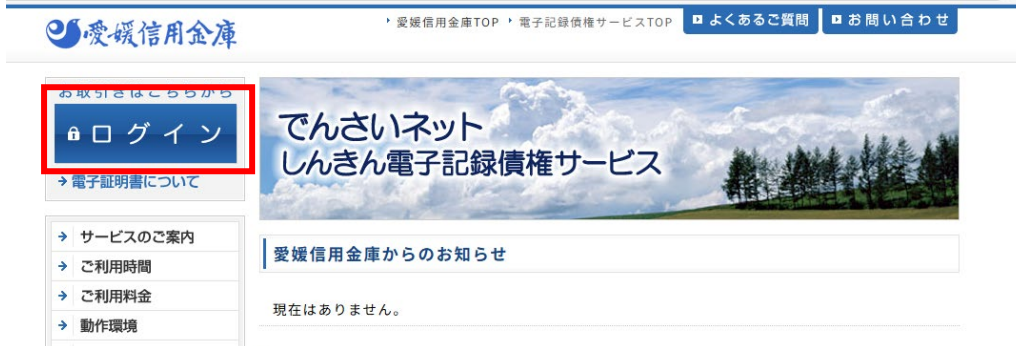 愛媛信用金庫
愛媛信用金庫TOP 電子記録債権サービスTOP よくあるご質問 お問い合わせ
お取引きはこちらから
ログイン
電子証明書について
でんさいネット
しんきん電子記録債権サービス
サービスのご案内
ご利用時間
ご利用料金
動作環境
愛媛信用金庫からのお知らせ
現在はありません。